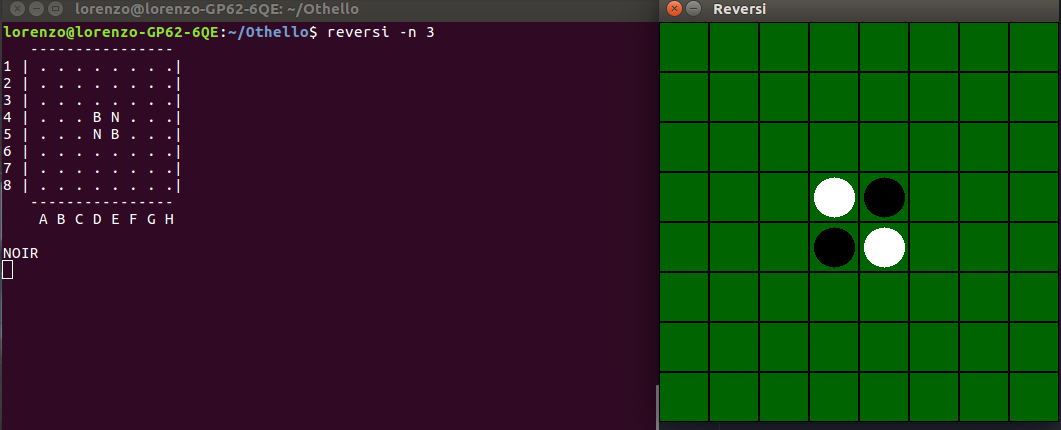 lorenzo@lorenzo-GP62-6QE: ~/Othello
Reversi
lorenzo@lorenzo-GP62-6QE:~/Othello$ reversi -n 3
   ---------------
1 | . . . . . . . .|
2 | . . . . . . . .|
3 | . . . . . . . .|
4 | . . . B N . . .|
5 | . . . N B . . .|
6 | . . . . . . . .|
7 | . . . . . . . .|
8 | . . . . . . . .|
   ---------------
    A B C D E F G H
NOIR